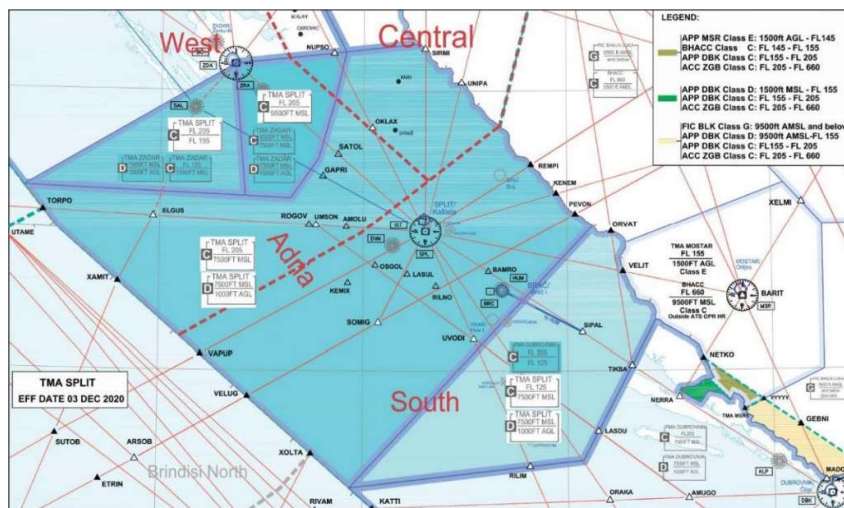 West
Central
South
Adria
LEGEND:
APP MSR Class E: 1500ft AGL - FL145
BHACC Class C: FL 145 - FL 155
APP DBK Class C: FL155 - FL 205
ACC ZGB Class C: FL 205 - FL 660
APP DBK Class D: 1500ft MSL - FL 155
APP DBK Class C: FL 155 - FL 205
ACC ZGB Class C: FL 205 - FL 660
FIC BLK Class G: 9500ft AMSL and below
APP DBK Class D: 9500ft AMSL-FL 155
APP DBK Class C: FL155 - FL 205
ACC ZGB Class C: FL 205 - FL 660
NUPSO
SIRMI
UNIPA
ZDA
SAL
TMA SPLIT
FL 205
9500FT MSL
C
TMA SPLIT
FL 205
FL 155
C
OKLAX
SATOL
GAPRI
REMPI
KENEM
PEVON
ORVAT
XELMI
TORPO
UTAME
ELGUS
ROGOV
UMSON
AMOLU
SPLIT/
SPL
VELIT
TMA SPLIT
FL 205
7500FT MSL
C
TMA SPLIT
7500FT MSL
1000FT AGL
D
OSGOL
LASUL
KEMIX
RILNO
BAMRO
HUM
BRC
XAMIT
SOMIG
UVODI
SIPAL
TMA MOSTAR
FL 155
1500FT AGL
Class E
BHACC
FL 660
9500FT MSL
Class C
Outside ATS OPR HR
MOSTAR
BARIT
MSR
VAPUP
TIKSA
NETKO
NERRA
TMA DUBROVNIK
FL 205
FL 125
C
TMA SPLIT
FL 125
7500FT MSL
C
TMA SPLIT
7500FT MSL
1000FT AGL
D
TMA SPLIT
EFF DATE 03 DEC 2020
VELUG
SUTOB
ARSOB
Brindisi North
ETRIN
XOLTA
LASDU
RILIM
RIVAM
KATTI
ORAKA
AMUGO
GEBNI
KLP
DUBROVNIK
DBK